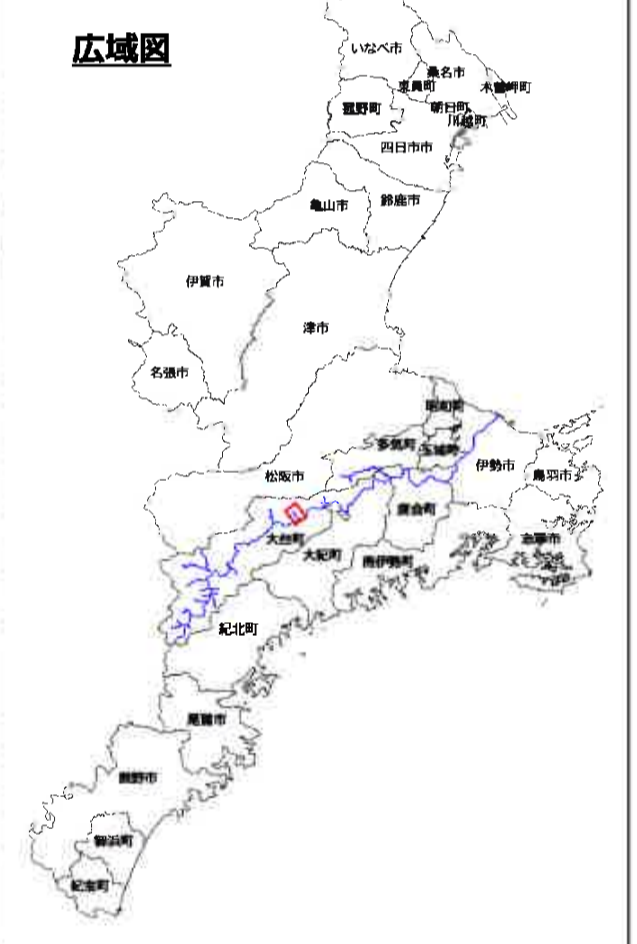 広域図
いなべ市
桑名市
東員町
木曽岬町
菰野町
朝日町
川越町
四日市市
亀山市
鈴鹿市
伊賀市
津市
名張市
明和町
多気町
玉城町
伊勢市
松阪市
鳥羽市
度会町
大台町
志摩市
大紀町
南伊勢町
紀北町
尾鷲市
熊野市
御浜町
紀宝町